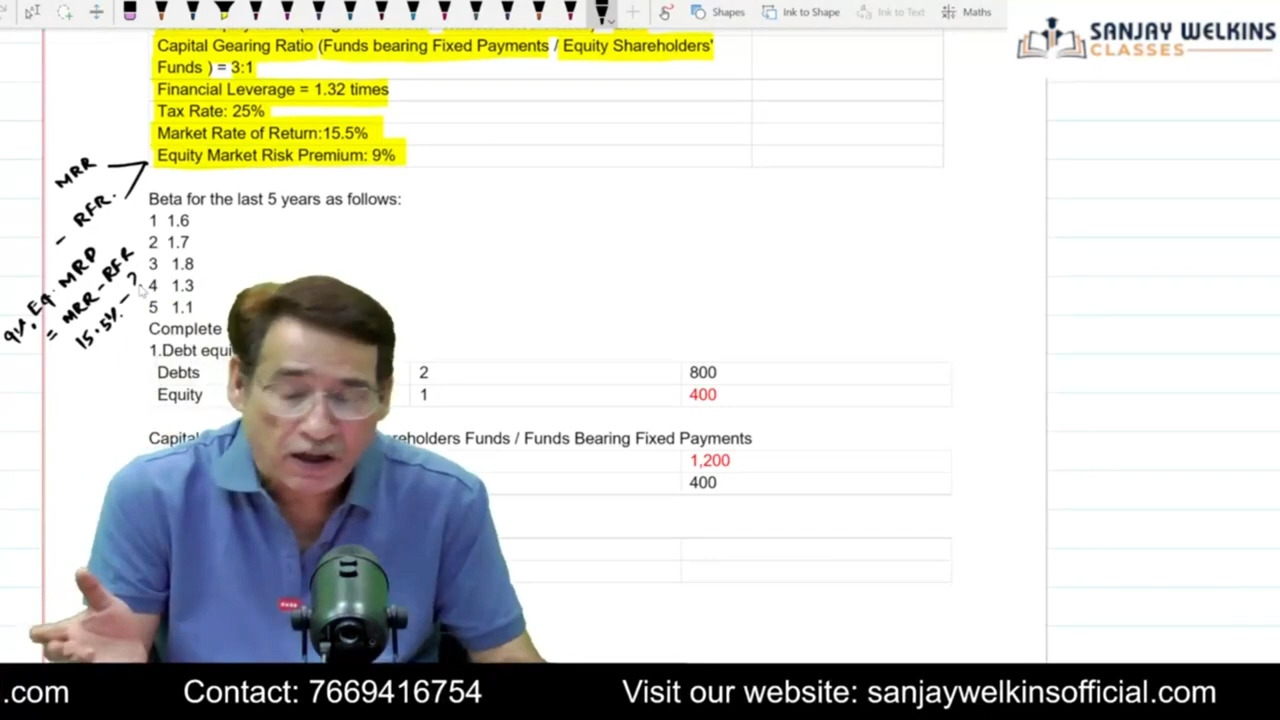 Shapes
Ink to Shape
Ink to Text
Maths
SANJAY WELKINS
CLASSES
Capital Gearing Ratio (Funds bearing Fixed Payments / Equity Shareholders'
Funds ) = 3:1
Financial Leverage = 1.32 times
Tax Rate: 25%
Market Rate of Return:15.5%
Equity Market Risk Premium: 9%
MRR
- RFR.
9%, Eq. MRP
= MRR - RFR
15.5% - ?
Beta for the last 5 years as follows:
1 1.6
2 1.7
3 1.8
4 1.3
5 1.1
Complete
1.Debt equi
Debts 2 800
Equity 1 400
Capital reholders Funds / Funds Bearing Fixed Payments
1,200
400
.com Contact: 7669416754 Visit our website: sanjaywelkinsofficial.com